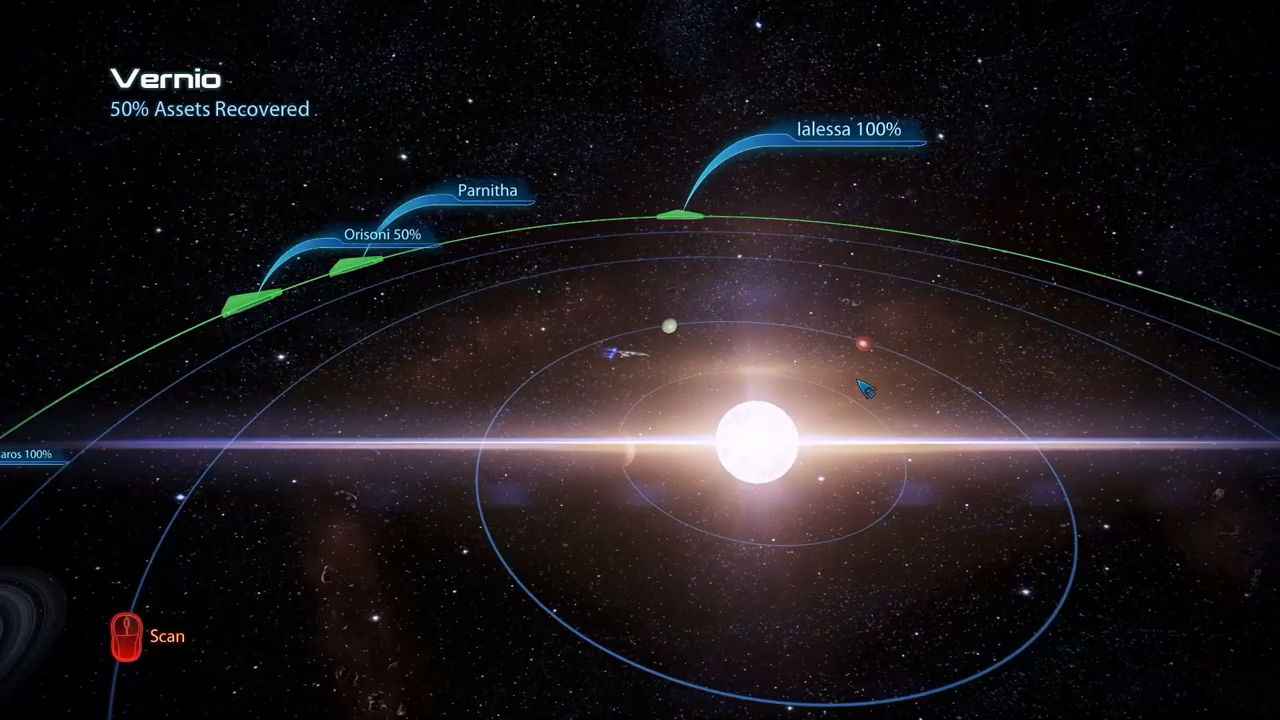 Vernio
50% Assets Recovered
Ialessa 100%
Parnitha
Orisoni 50%
aros 100%
Scan